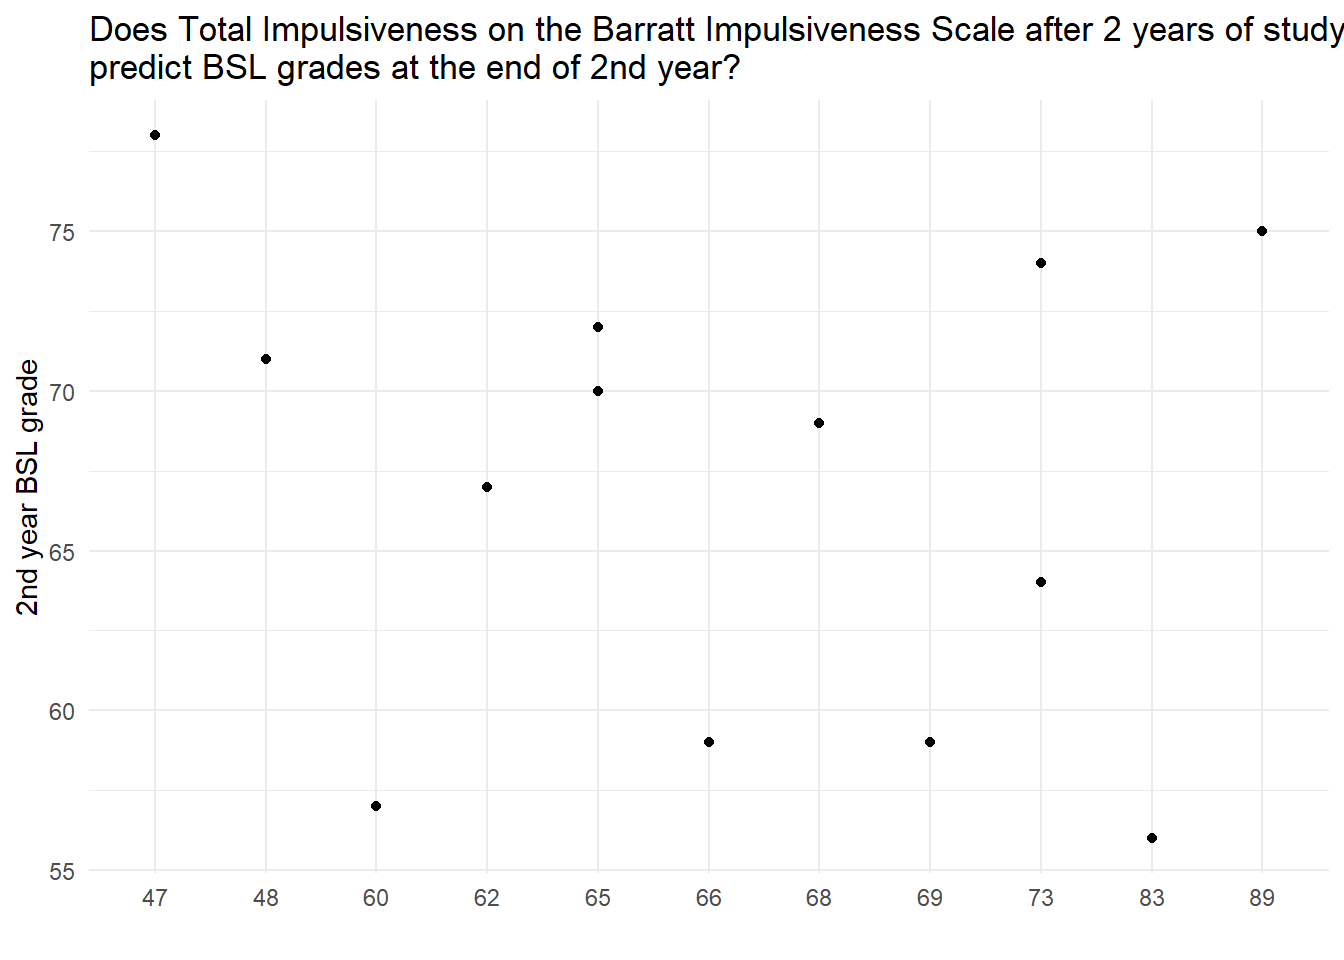 Does Total Impulsiveness on the Barratt Impulsiveness Scale after 2 years of study
predict BSL grades at the end of 2nd year?
2nd year BSL grade
75
70
65
60
55
47 48 60 62 65 66 68 69 73 83 89